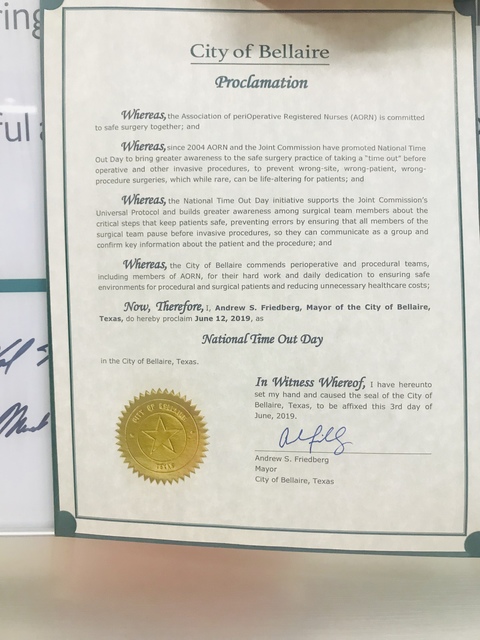 ring
City of Bellaire
Proclamation
ful
Whereas, the Association of periOperative Registered Nurses (AORN) is committed
to safe surgery together; and
Whereas, since 2004 AORN and the Joint Commission have promoted National Time
Out Day to bring greater awareness to the safe surgery practice of taking a "time out" before
operative and other invasive procedures, to prevent wrong-site, wrong-patient, wrong-
procedure surgeries, which while rare, can be life-altering for patients; and
Whereas, the National Time Out Day initiative supports the Joint Commission's
Universal Protocol and builds greater awareness among surgical team members about the
critical steps that keep patients safe, preventing errors by ensuring that all members of the
surgical team pause before invasive procedures, so they can communicate as a group and
confirm key information about the patient and the procedure; and
Whereas, the City of Bellaire commends perioperative and procedural teams,
including members of AORN, for their hard work and daily dedication to ensuring safe
environments for procedural and surgical patients and reducing unnecessary healthcare costs;
Now, Therefore, I, Andrew S. Friedberg, Mayor of the City of Bellaire,
Texas, do hereby proclaim June 12, 2019, as
National Time Out Day
in the City of Bellaire, Texas.
In Witness Whereof, I have hereunto
set my hand and caused the seal of the City of
Bellaire, Texas, to be affixed this 3rd day of
June, 2019.
CITY OF BELLAIRE
TEXAS
Andrew S. Friedberg
Mayor
City of Bellaire, Texas